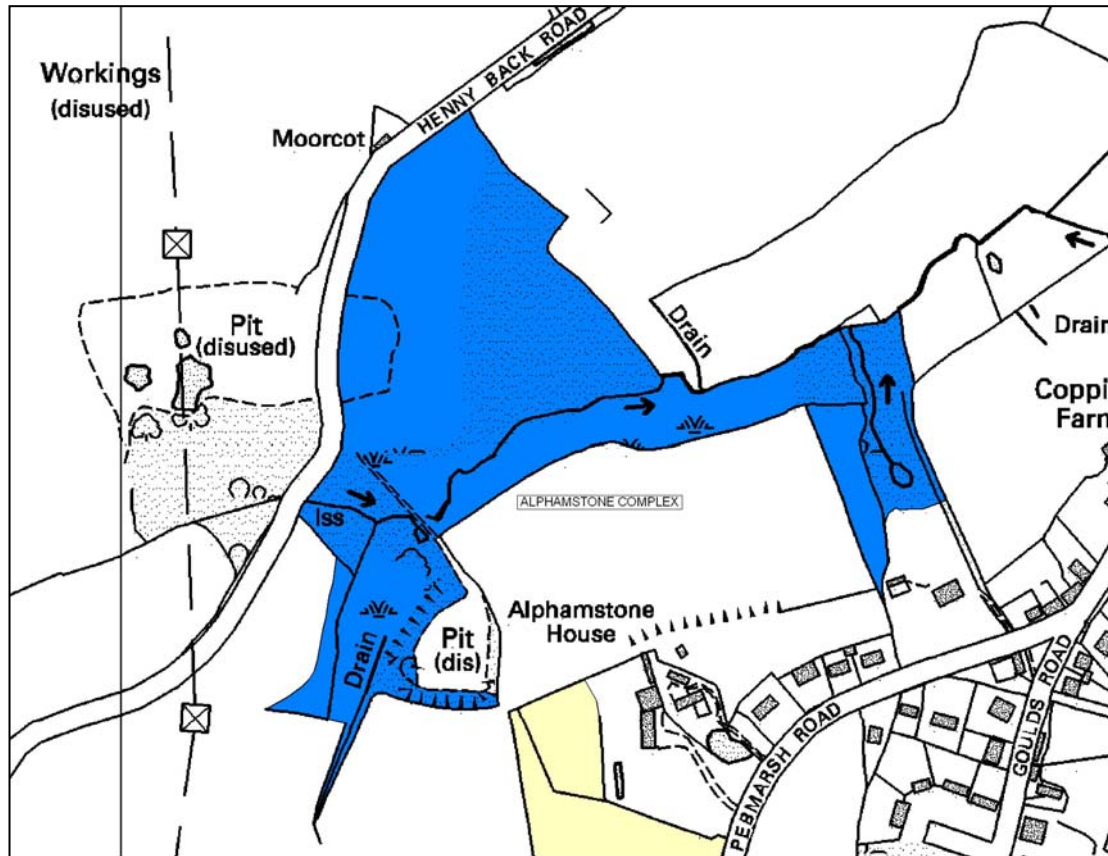 HENNY BACK ROAD
Workings
(disused)
Moorcot
Pit
(disused)
Drain
Drain
Coppi
Farm
Iss
ALPHAMSTONE COMPLEX
Alphamstone
House
Pit
(dis)
Drain
PEBMARSH ROAD
GOULDS ROAD